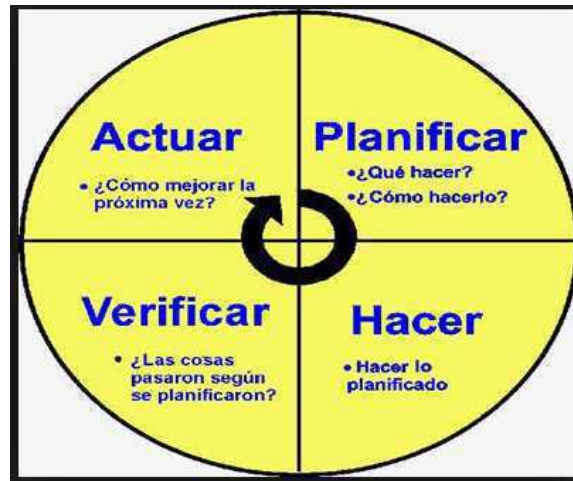 Actuar
• ¿Cómo mejorar la
próxima vez?
Planificar
•¿Qué hacer?
•¿Cómo hacerlo?
Verificar
• ¿Las cosas
pasaron según
se planificaron?
Hacer
• Hacer lo
planificado